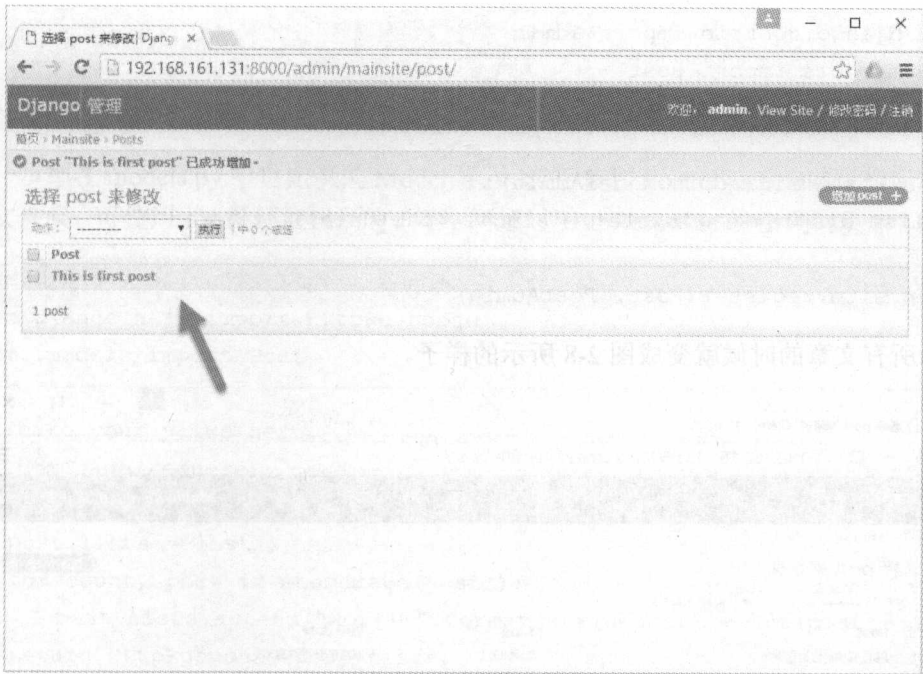 选择 post 来修改| Djang
192.168.161.131:8000/admin/mainsite/post/
Django 管理
欢迎，admin. View Site / 修改密码 / 注销
首页 › Mainsite › Posts
Post "This is first post" 已成功增加。
选择 post 来修改
增加 post +
动作： --------- 执行 1 中 0 个被选
Post
This is first post
1 post